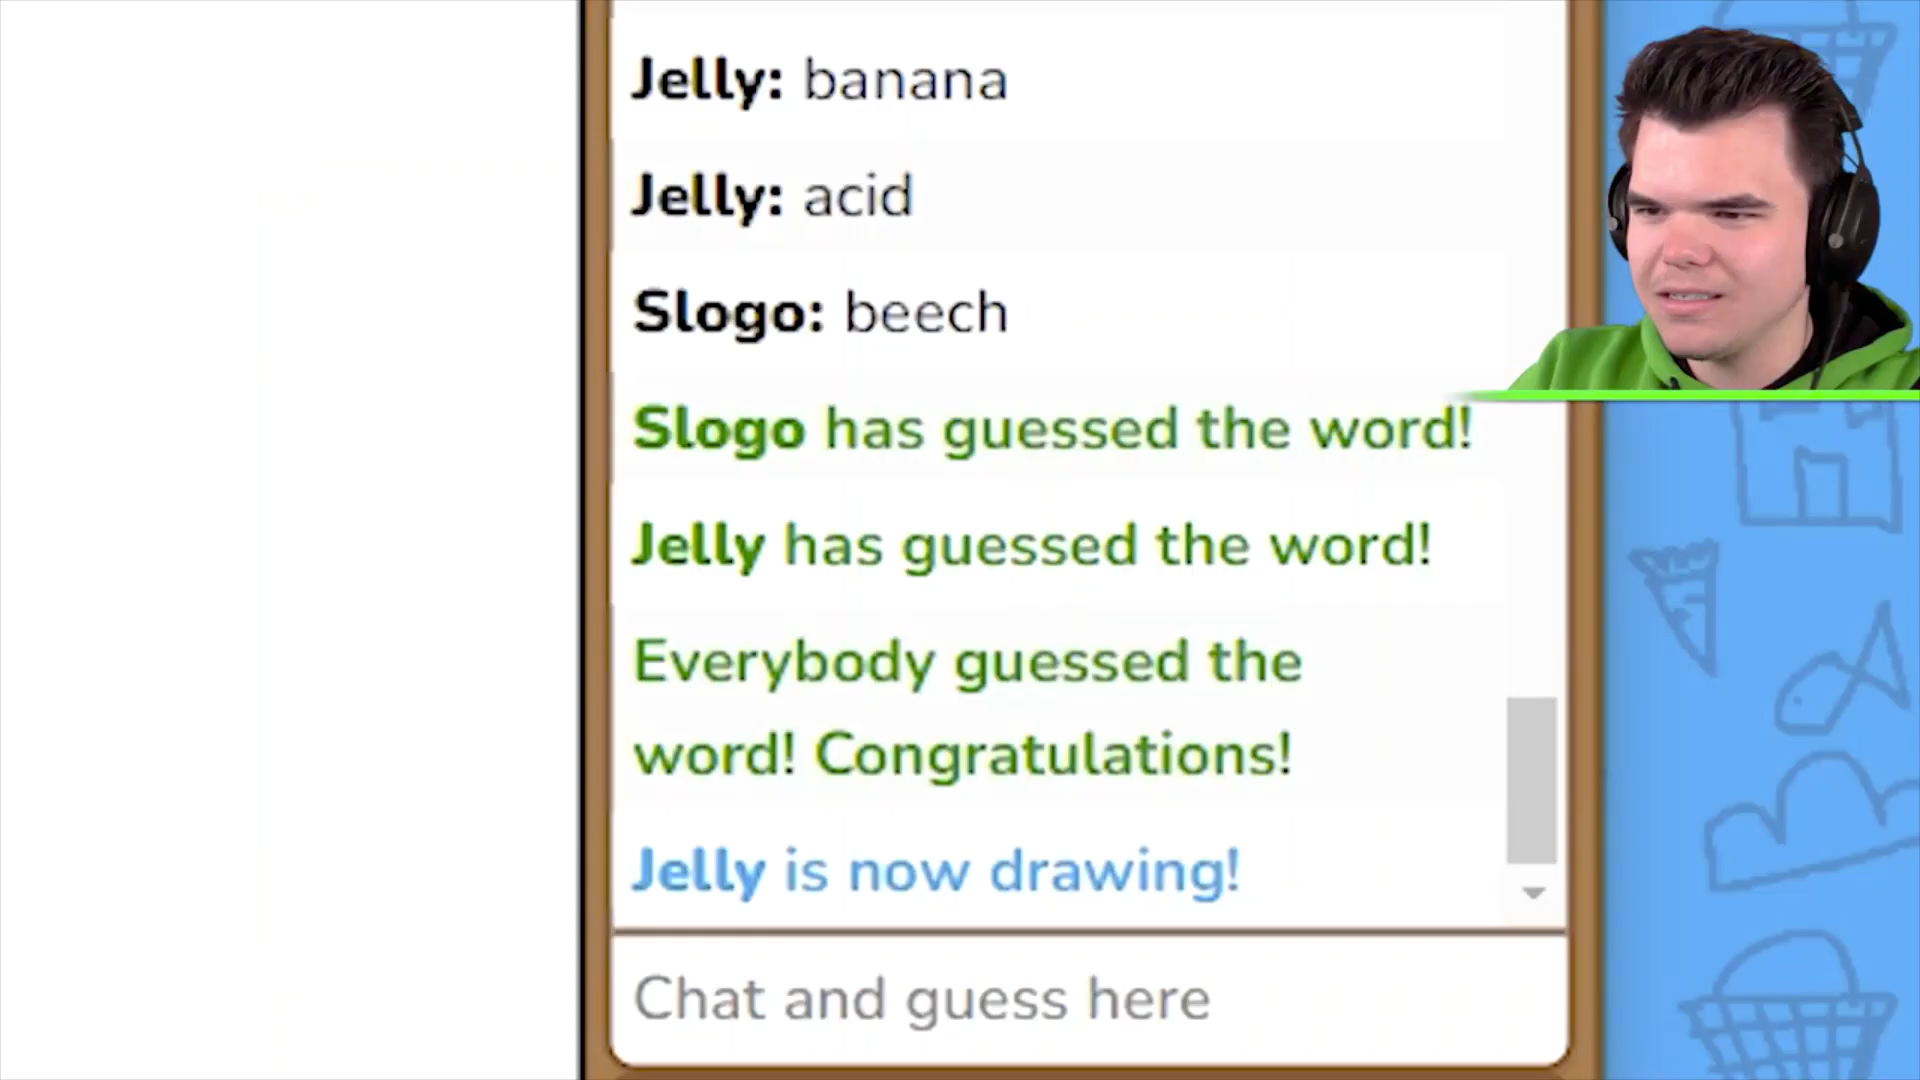 Jelly: banana
Jelly: acid
Slogo: beech
Slogo has guessed the word!
Jelly has guessed the word!
Everybody guessed the
word! Congratulations!
Jelly is now drawing!
Chat and guess here